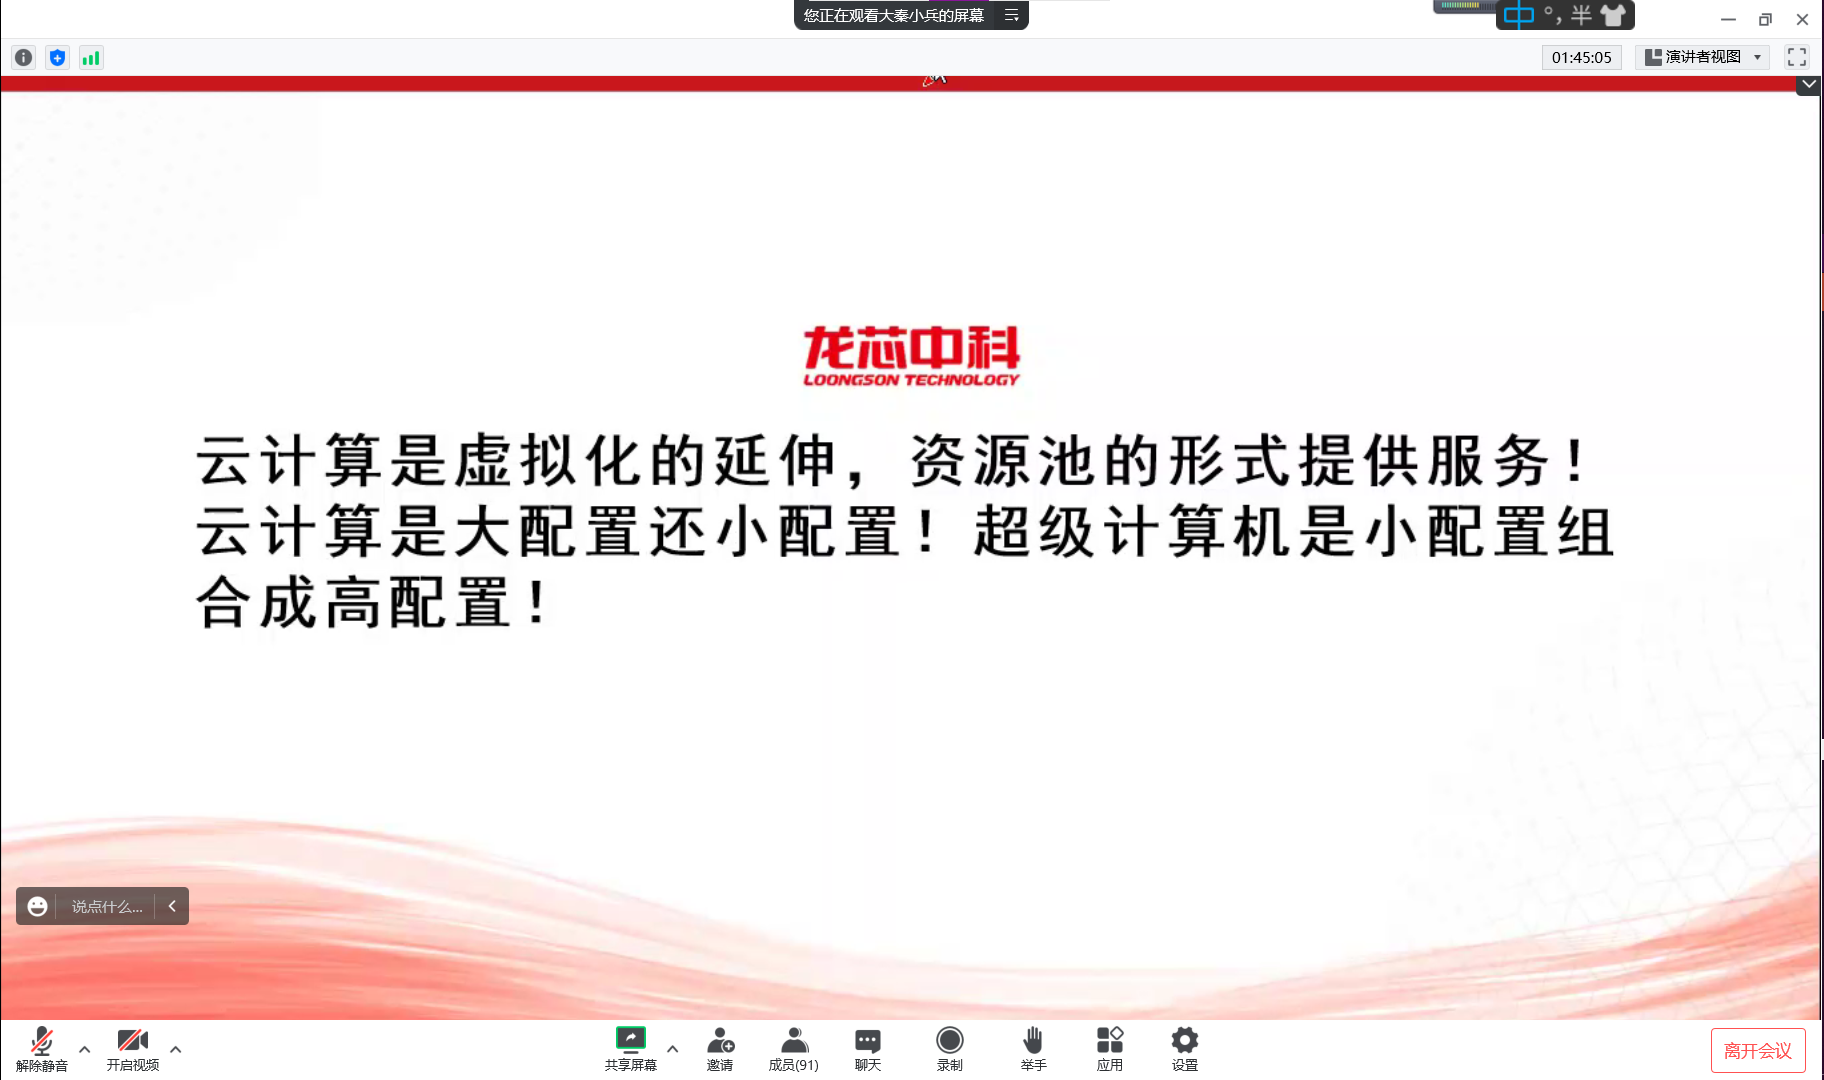 您正在观看大秦小兵的屏幕
中 °, 半
01:45:05
演讲者视图
龙芯中科
LOONGSON TECHNOLOGY
云计算是虚拟化的延伸，资源池的形式提供服务！
云计算是大配置还小配置！超级计算机是小配置组
合成高配置！
说点什么...
解除静音
开启视频
共享屏幕
邀请
成员(91)
聊天
录制
举手
应用
设置
离开会议